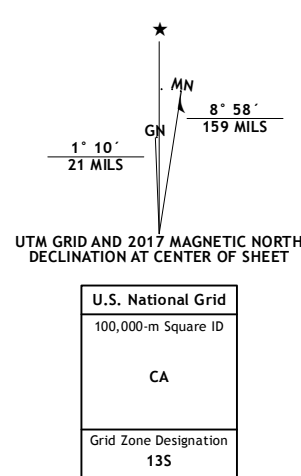 ★
MN
GN
8° 58´
159 MILS
1° 10´
21 MILS
UTM GRID AND 2017 MAGNETIC NORTH
DECLINATION AT CENTER OF SHEET
U.S. National Grid
100,000-m Square ID
CA
Grid Zone Designation
13S